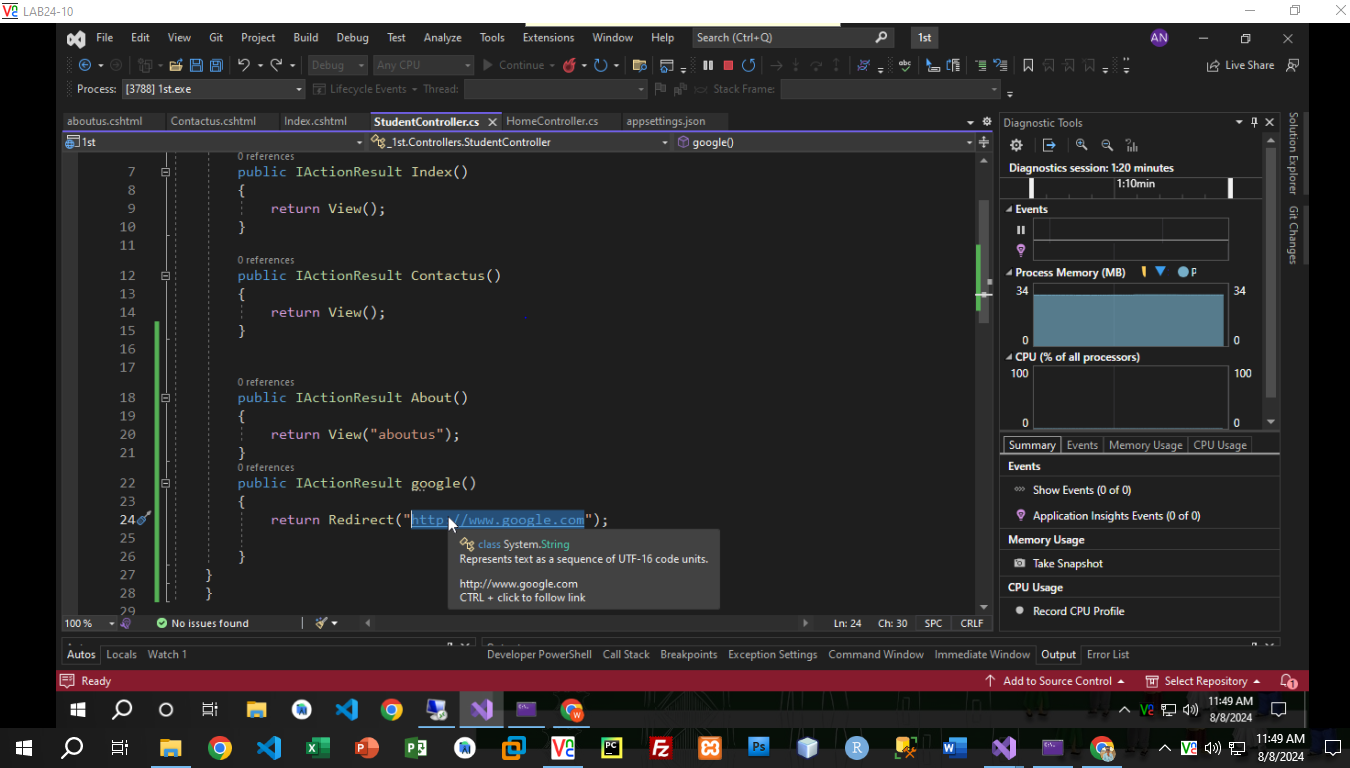 LAB24-10
File Edit View Git Project Build Debug Test Analyze Tools Extensions Window Help Search (Ctrl+Q) 1st AN
Debug Any CPU Continue Live Share
Process: [3788] 1st.exe Lifecycle Events Thread: Stack Frame:
aboutus.cshtml Contactus.cshtml Index.cshtml StudentController.cs HomeController.cs appsettings.json
1st _1st.Controllers.StudentController google()
0 references
7 public IActionResult Index()
8 {
9 return View();
10 }
11
0 references
12 public IActionResult Contactus()
13 {
14 return View();
15 }
16
17
0 references
18 public IActionResult About()
19 {
20 return View("aboutus");
21 }
0 references
22 public IActionResult google()
23 {
24 return Redirect("http://www.google.com");
25
26 }
27 }
28 }
29
class System.String
Represents text as a sequence of UTF-16 code units.
http://www.google.com
CTRL + click to follow link
100 % No issues found Ln: 24 Ch: 30 SPC CRLF
Diagnostic Tools
Diagnostics session: 1:20 minutes
1:10min
Events
Process Memory (MB) P
34 34
0 0
CPU (% of all processors)
100 100
0 0
Summary Events Memory Usage CPU Usage
Events
Show Events (0 of 0)
Application Insights Events (0 of 0)
Memory Usage
Take Snapshot
CPU Usage
Record CPU Profile
Solution Explorer
Git Changes
Autos Locals Watch 1
Developer PowerShell Call Stack Breakpoints Exception Settings Command Window Immediate Window Output Error List
Ready Add to Source Control Select Repository 1
11:49 AM
8/8/2024
11:49 AM
8/8/2024